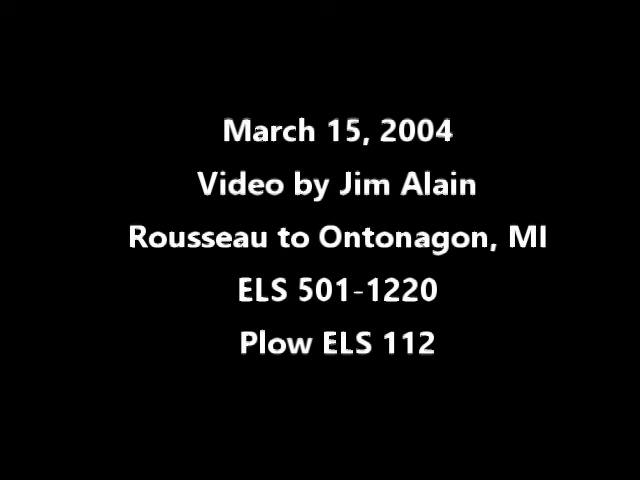 March 15, 2004
Video by Jim Alain
Rousseau to Ontonagon, MI
ELS 501-1220
Plow ELS 112